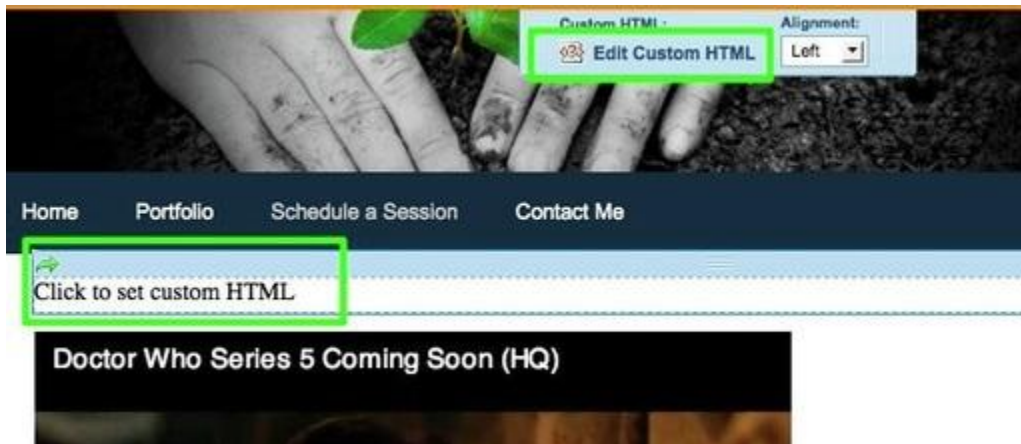 Custom HTML:
Alignment:
Edit Custom HTML
Left
Home
Portfolio
Schedule a Session
Contact Me
Click to set custom HTML
Doctor Who Series 5 Coming Soon (HQ)